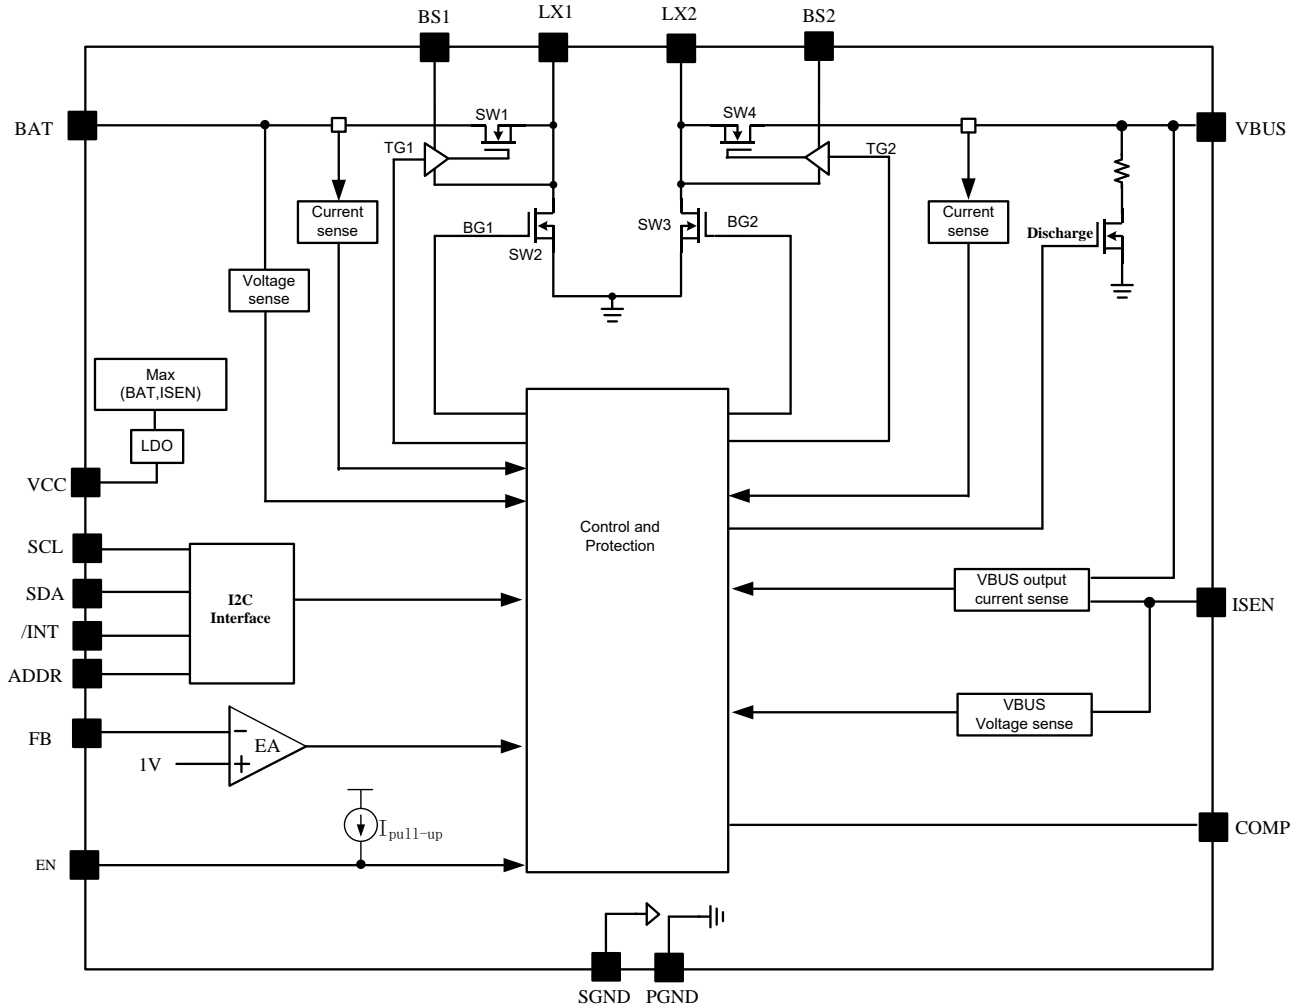 BS1
LX1
LX2
BS2
BAT
SW1
SW4
VBUS
TG1
TG2
Current
sense
BG1
SW2
SW3
BG2
Current
sense
Discharge
Voltage
sense
Max
(BAT,ISEN)
LDO
VCC
Control and
Protection
SCL
SDA
/INT
ADDR
I2C
Interface
VBUS output
current sense
ISEN
VBUS
Voltage sense
FB
−
EA
1V
+
Ipull-up
COMP
EN
SGND
PGND